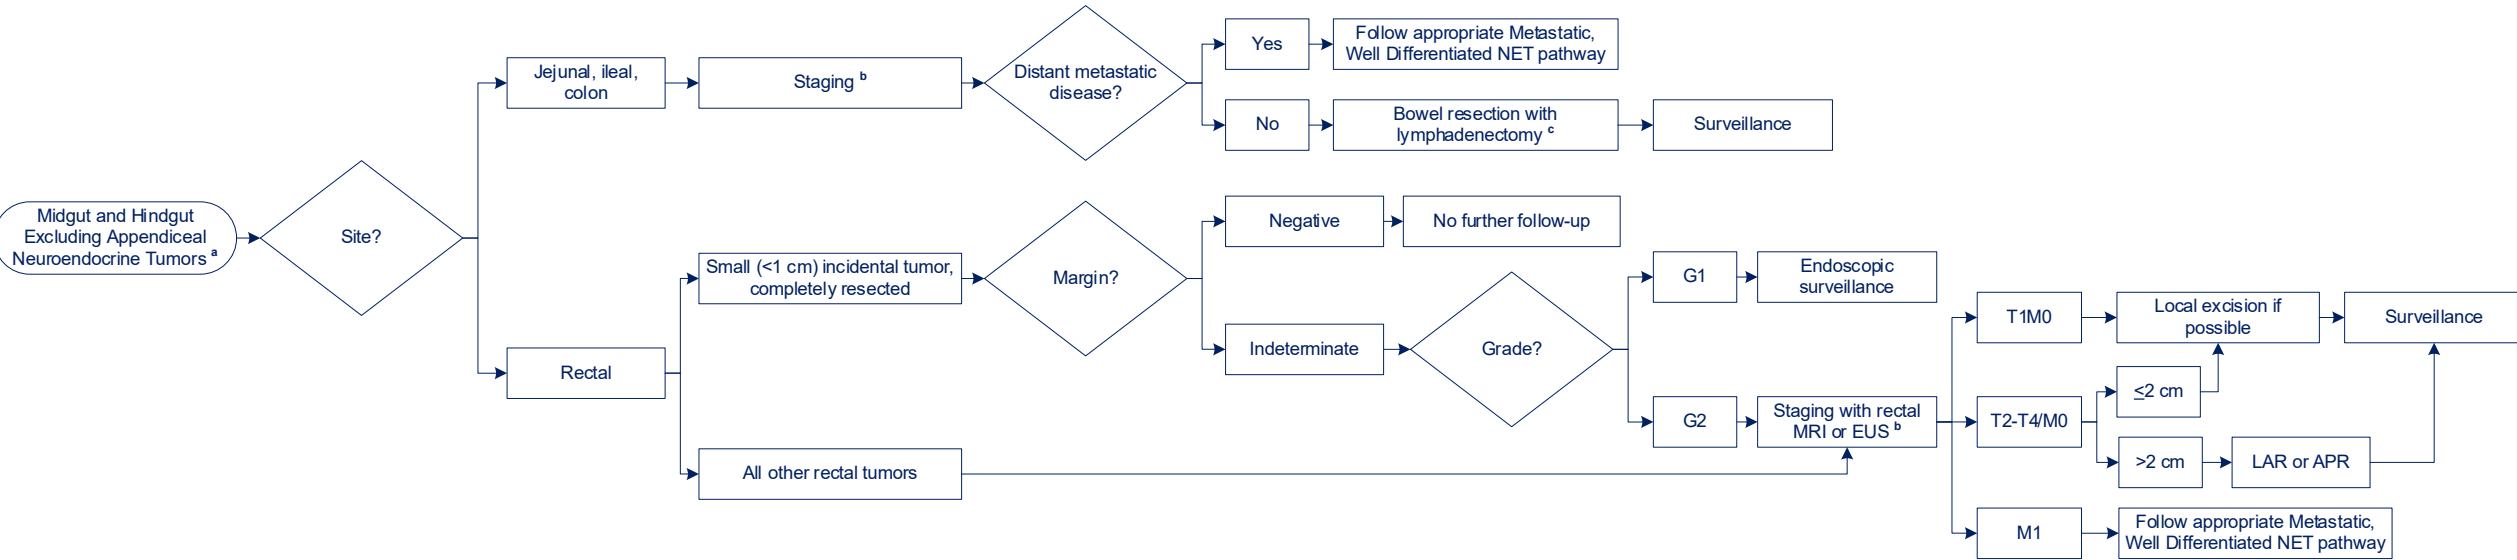 Midgut and Hindgut
Excluding Appendiceal
Neuroendocrine Tumors a
Site?
Jejunal, ileal,
colon
Staging b
Distant metastatic
disease?
Yes
Follow appropriate Metastatic,
Well Differentiated NET pathway
No
Bowel resection with
lymphadenectomy c
Surveillance
Rectal
Small (<1 cm) incidental tumor,
completely resected
Margin?
Negative
No further follow-up
Indeterminate
Grade?
G1
Endoscopic
surveillance
G2
Staging with rectal
MRI or EUS b
All other rectal tumors
T1M0
Local excision if
possible
Surveillance
T2-T4/M0
≤2 cm
>2 cm
LAR or APR
M1
Follow appropriate Metastatic,
Well Differentiated NET pathway